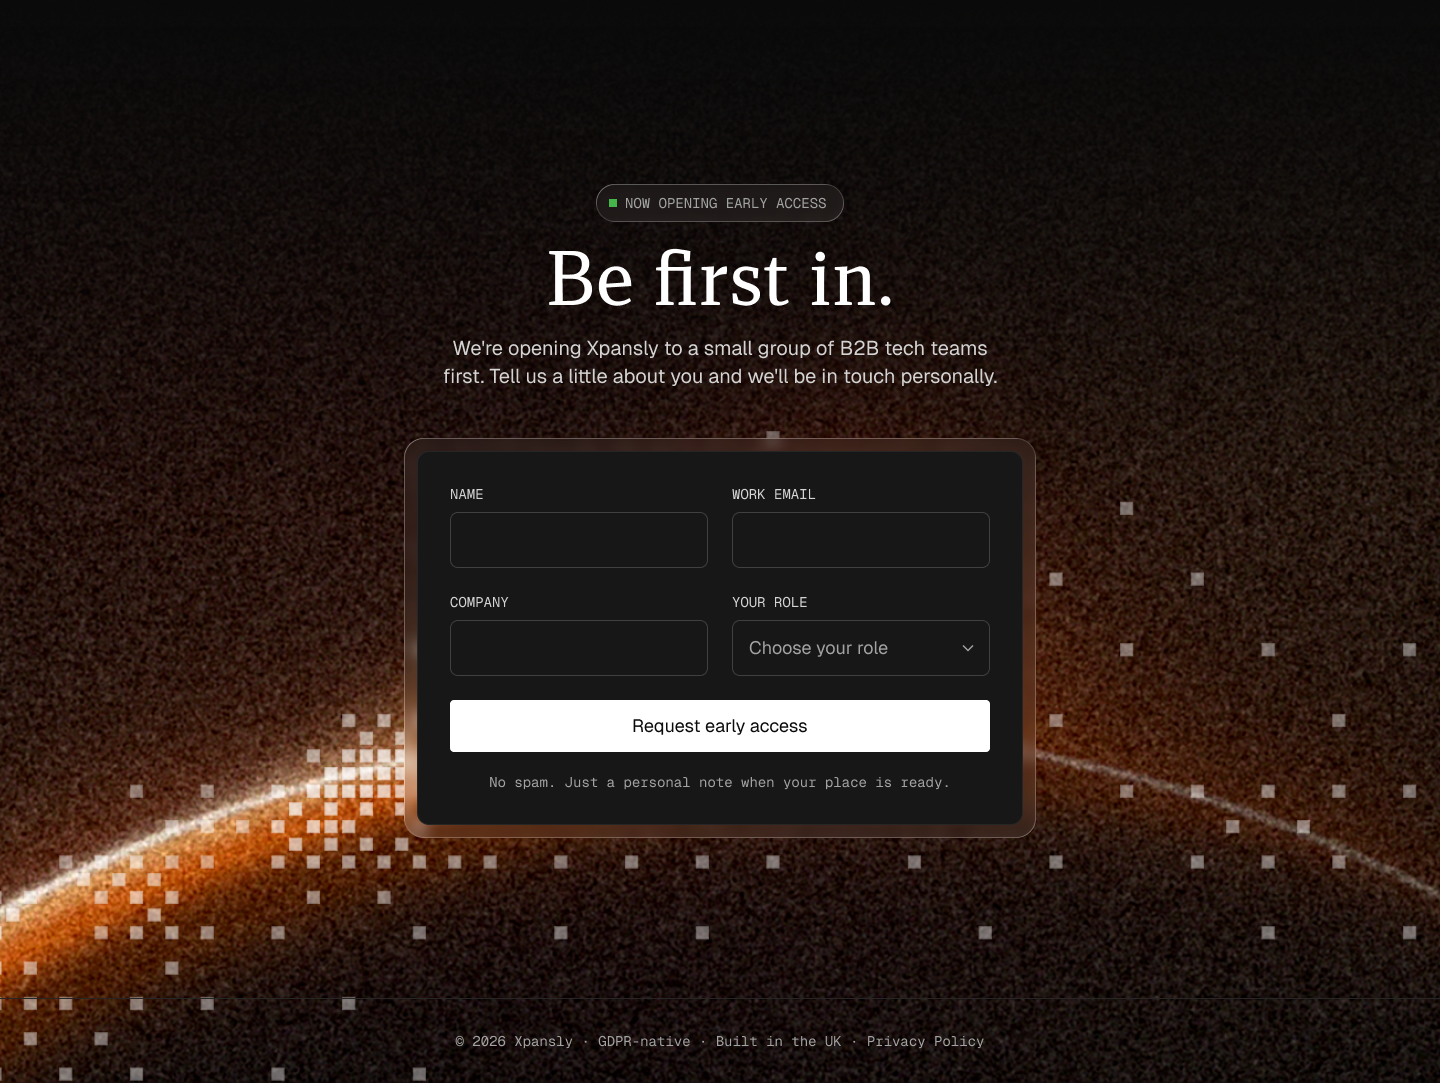 NOW OPENING EARLY ACCESS
Be first in.
We're opening Xpansly to a small group of B2B tech teams
first. Tell us a little about you and we'll be in touch personally.
NAME
WORK EMAIL
COMPANY
YOUR ROLE
Choose your role
Request early access
No spam. Just a personal note when your place is ready.
© 2026 Xpansly · GDPR-native · Built in the UK · Privacy Policy